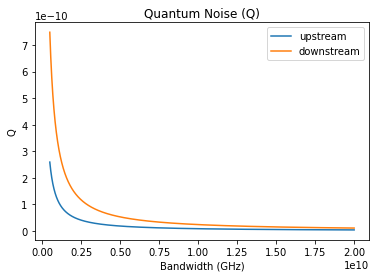 Quantum Noise (Q)
1e−10
upstream
downstream
7
6
5
4
3
2
1
0
Q
0.00 0.25 0.50 0.75 1.00 1.25 1.50 1.75 2.00
Bandwidth (GHz)
1e10